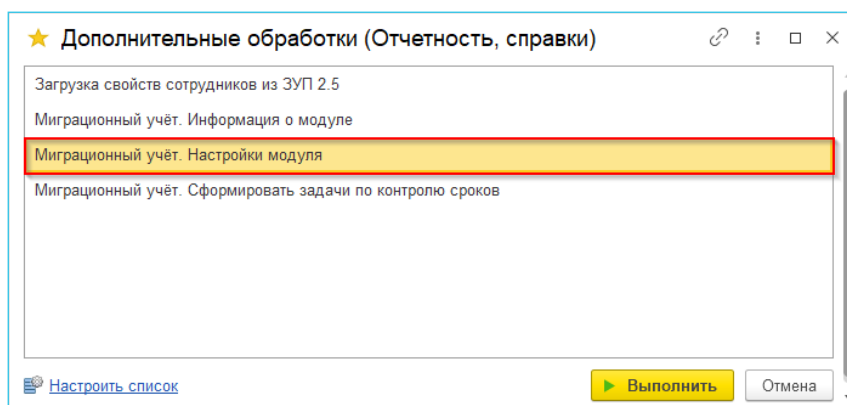 Дополнительные обработки (Отчетность, справки)
Загрузка свойств сотрудников из ЗУП 2.5
Миграционный учёт. Информация о модуле
Миграционный учёт. Настройки модуля
Миграционный учёт. Сформировать задачи по контролю сроков
Настроить список
Выполнить
Отмена